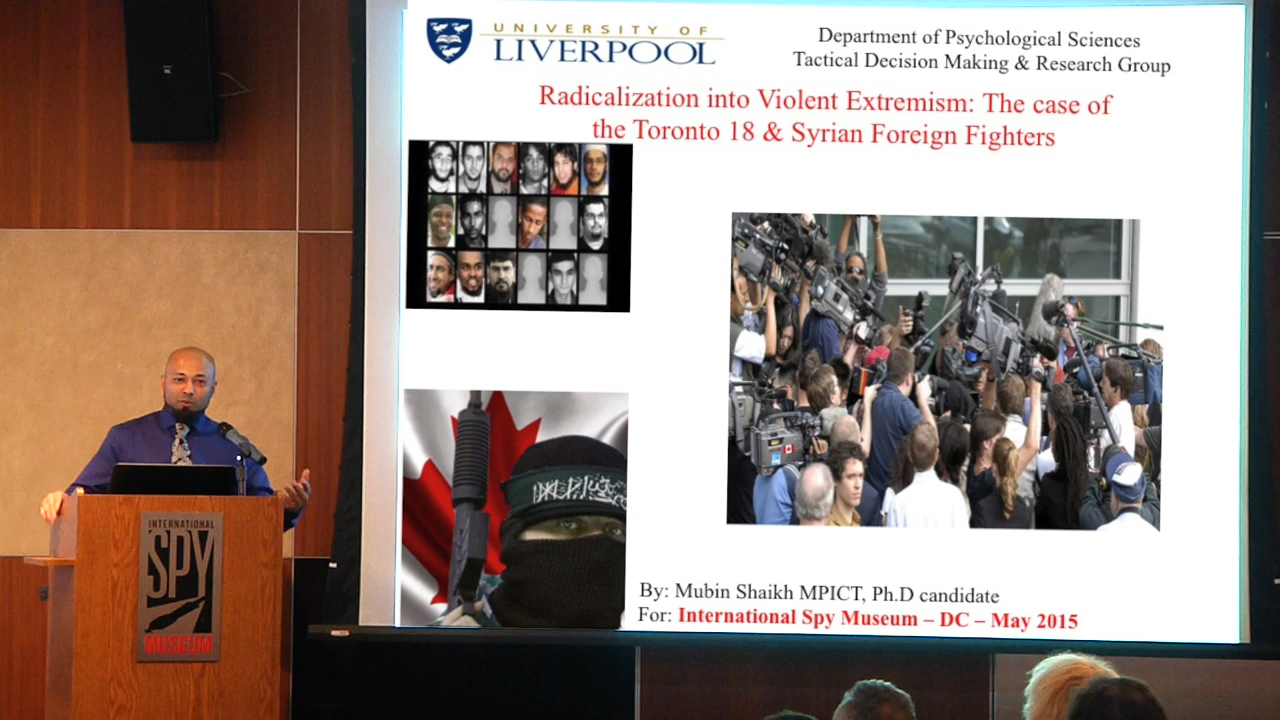 UNIVERSITY OF
LIVERPOOL
Department of Psychological Sciences
Tactical Decision Making & Research Group
Radicalization into Violent Extremism: The case of
the Toronto 18 & Syrian Foreign Fighters
By: Mubin Shaikh MPICT, Ph.D candidate
For: International Spy Museum – DC – May 2015
INTERNATIONAL
SPY
MUSEUM